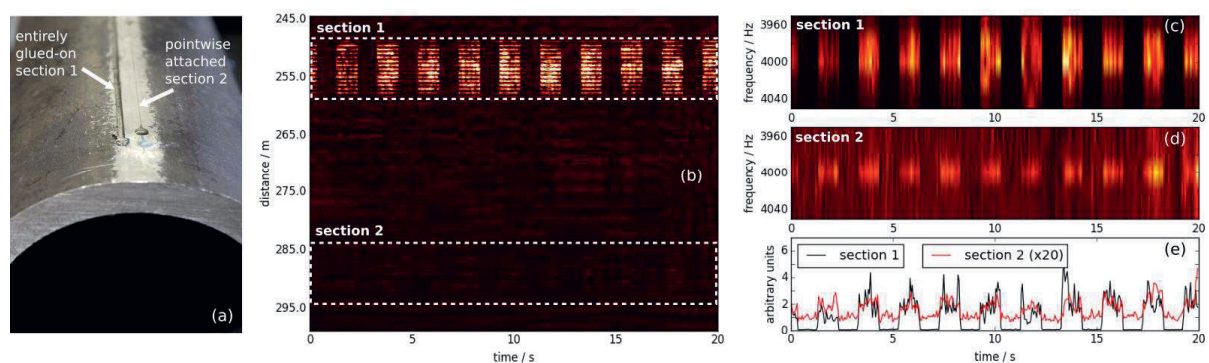 entirely
glued-on
section 1
pointwise
attached
section 2
(a)
245.0
255.0
265.0
275.0
285.0
295.0
distance / m
section 1
section 2
(b)
0
5
10
15
20
time / s
section 1
(c)
3960
4000
4040
frequency / Hz
0
5
10
15
20
section 2
(d)
3960
4000
4040
frequency / Hz
0
5
10
15
20
(e)
section 1
section 2 (x20)
6
4
2
0
arbitrary units
0
5
10
15
20
time / s